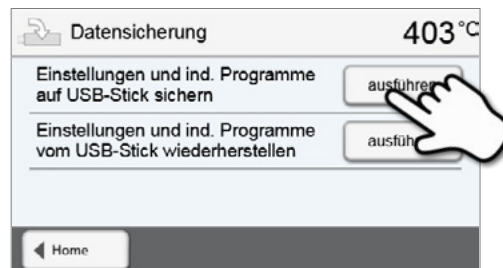 Datensicherung
403 °C
Einstellungen und ind. Programme
auf USB-Stick sichern
ausführen
Einstellungen und ind. Programme
vom USB-Stick wiederherstellen
Home